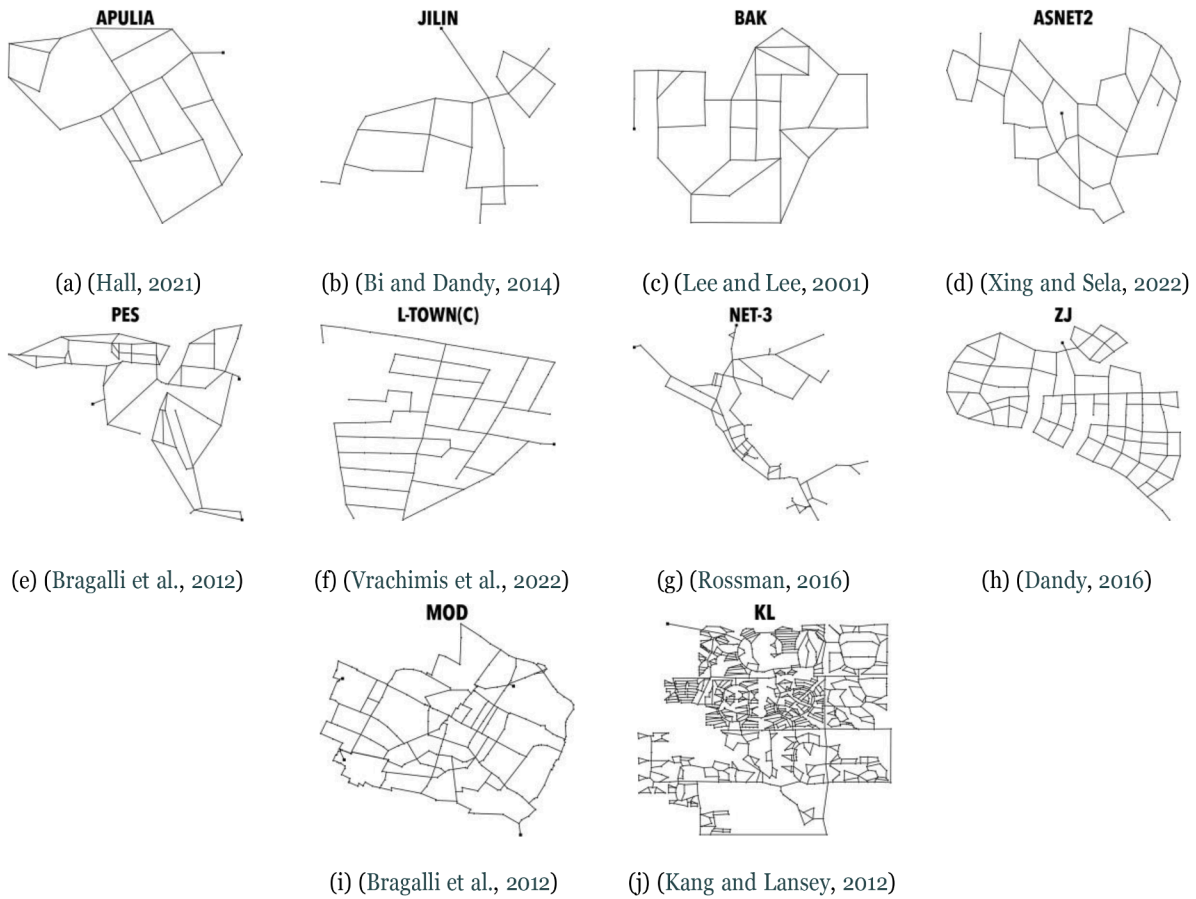 APULIA JILIN BAK ASNET2
(a) (Hall, 2021) (b) (Bi and Dandy, 2014) (c) (Lee and Lee, 2001) (d) (Xing and Sela, 2022)
PES L-TOWN(C) NET-3 ZJ
(e) (Bragalli et al., 2012) (f) (Vrachimis et al., 2022) (g) (Rossman, 2016) (h) (Dandy, 2016)
MOD KL
(i) (Bragalli et al., 2012) (j) (Kang and Lansey, 2012)